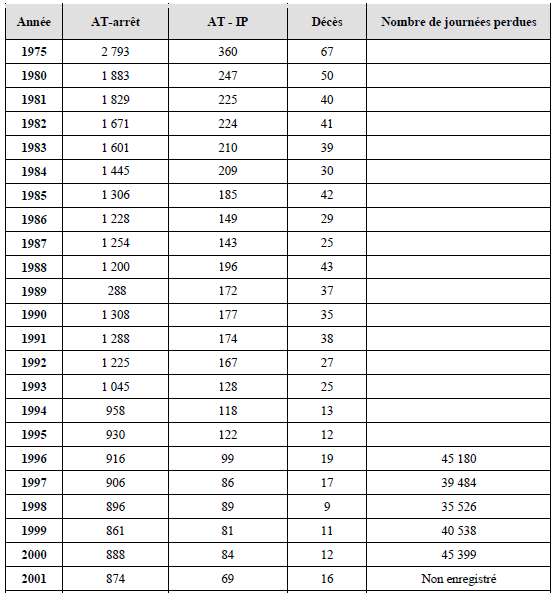 Année AT-arrêt AT - IP Décès Nombre de journées perdues
1975 2 793 360 67
1980 1 883 247 50
1981 1 829 225 40
1982 1 671 224 41
1983 1 601 210 39
1984 1 445 209 30
1985 1 306 185 42
1986 1 228 149 29
1987 1 254 143 25
1988 1 200 196 43
1989 288 172 37
1990 1 308 177 35
1991 1 288 174 38
1992 1 225 167 27
1993 1 045 128 25
1994 958 118 13
1995 930 122 12
1996 916 99 19 45 180
1997 906 86 17 39 484
1998 896 89 9 35 526
1999 861 81 11 40 538
2000 888 84 12 45 399
2001 874 69 16 Non enregistré